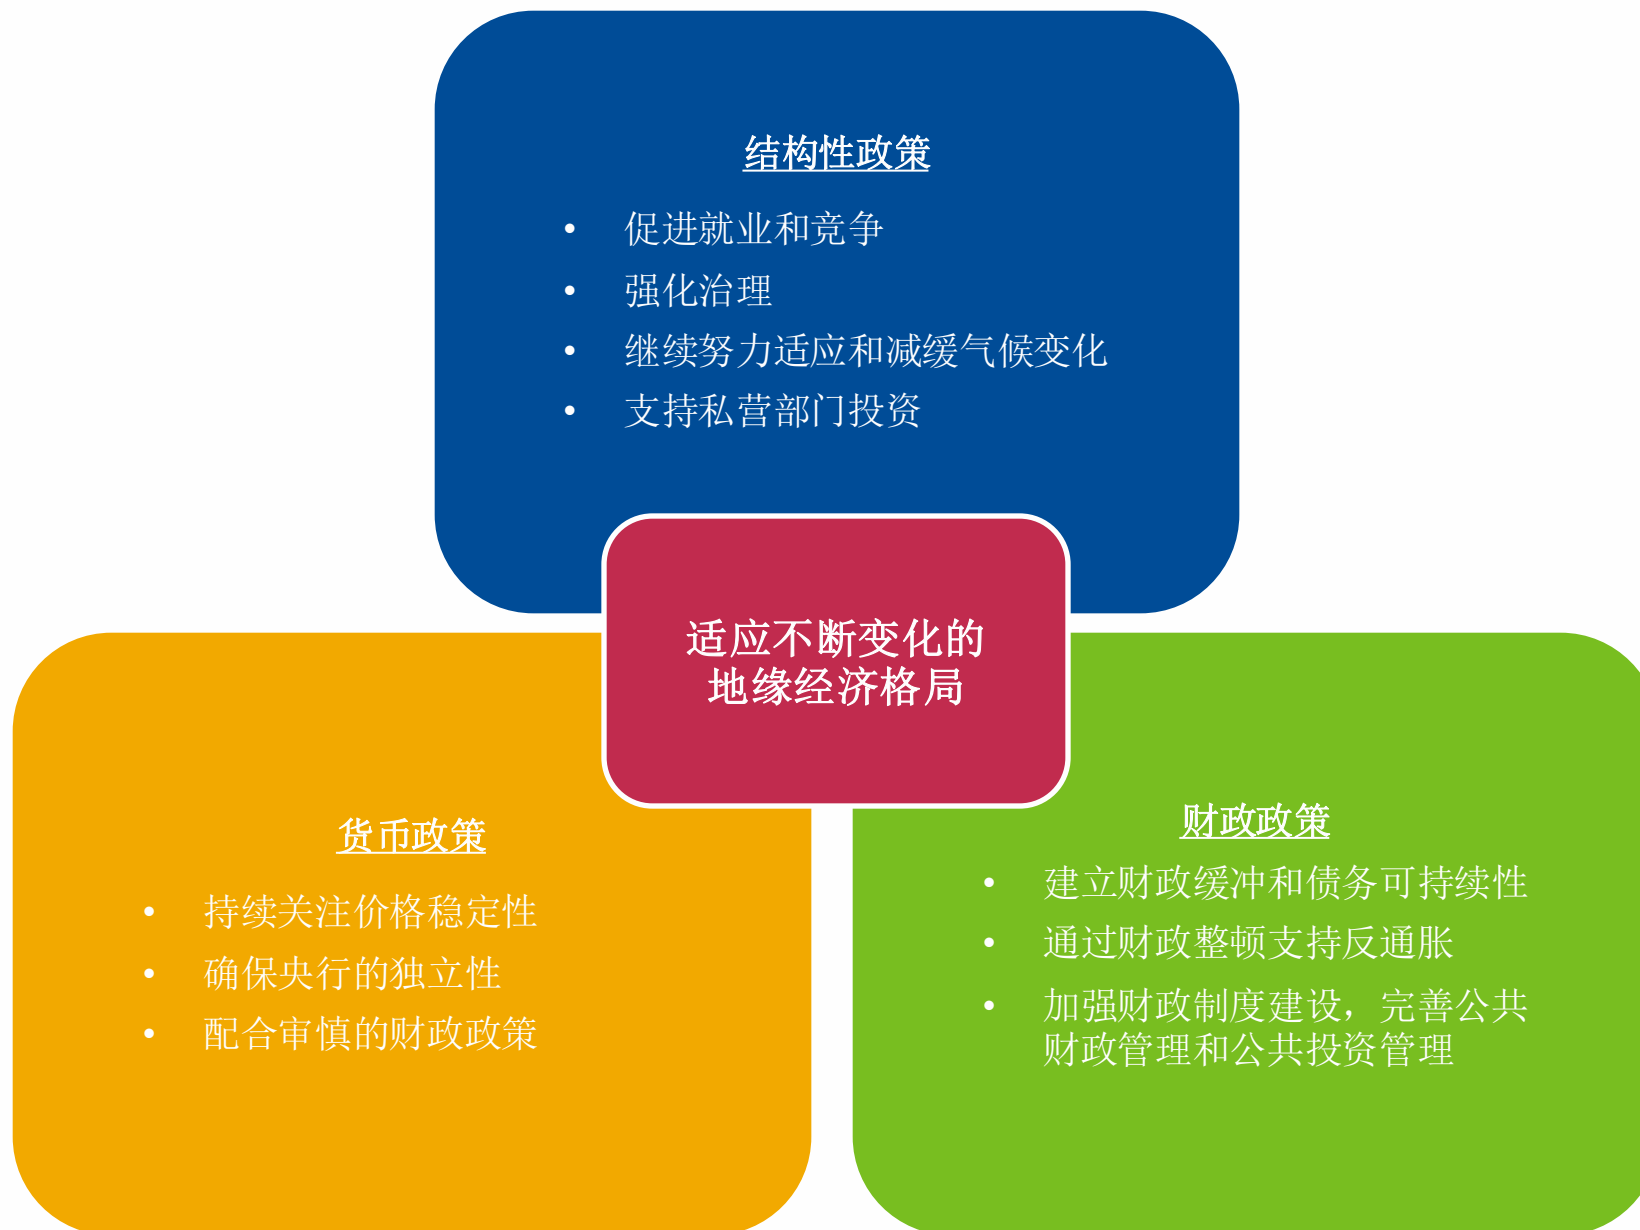 结构性政策
• 促进就业和竞争
• 强化治理
• 继续努力适应和减缓气候变化
• 支持私营部门投资
适应不断变化的
地缘经济格局
货币政策
• 持续关注价格稳定性
• 确保央行的独立性
• 配合审慎的财政政策
财政政策
• 建立财政缓冲和债务可持续性
• 通过财政整顿支持反通胀
• 加强财政制度建设，完善公共
财政管理和公共投资管理